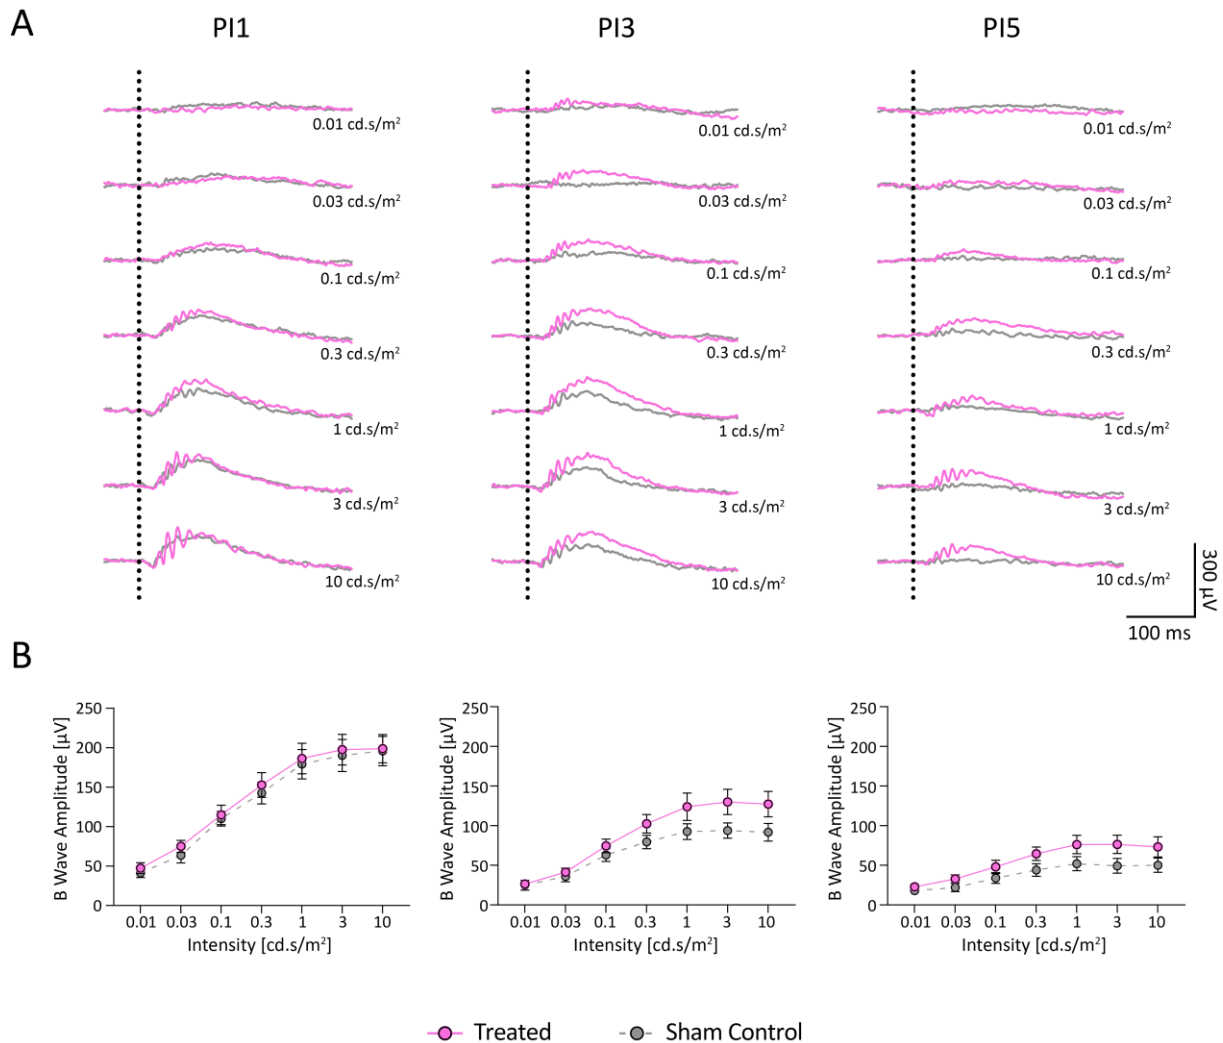 A
PI1 PI3 PI5
0.01 cd.s/m² 0.01 cd.s/m² 0.01 cd.s/m²
0.03 cd.s/m² 0.03 cd.s/m² 0.03 cd.s/m²
0.1 cd.s/m² 0.1 cd.s/m² 0.1 cd.s/m²
0.3 cd.s/m² 0.3 cd.s/m² 0.3 cd.s/m²
1 cd.s/m² 1 cd.s/m² 1 cd.s/m²
3 cd.s/m² 3 cd.s/m² 3 cd.s/m²
10 cd.s/m² 10 cd.s/m² 10 cd.s/m²
300 µV
100 ms
B
B Wave Amplitude [µV]
250
200
150
100
50
0
0.01 0.03 0.1 0.3 1 3 10
Intensity [cd.s/m²]
B Wave Amplitude [µV]
250
200
150
100
50
0
0.01 0.03 0.1 0.3 1 3 10
Intensity [cd.s/m²]
B Wave Amplitude [µV]
250
200
150
100
50
0
0.01 0.03 0.1 0.3 1 3 10
Intensity [cd.s/m²]
Treated Sham Control